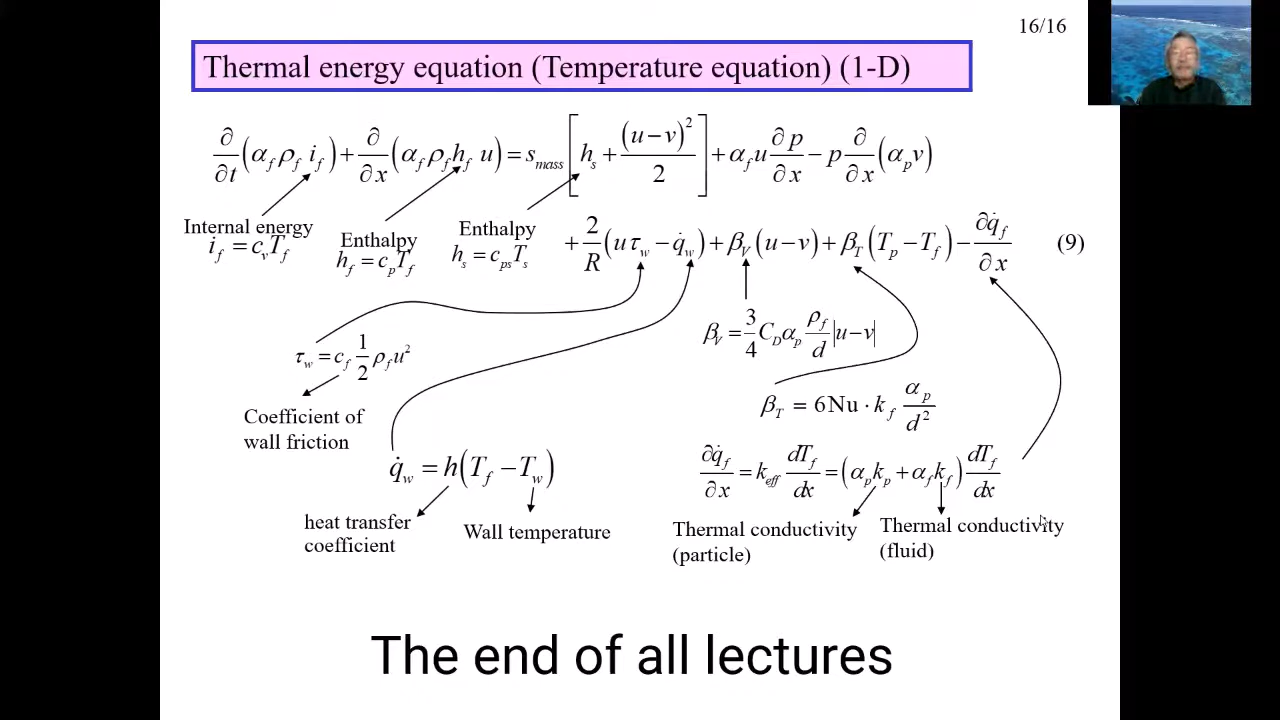 16/16
Thermal energy equation (Temperature equation) (1-D)
∂/∂t (α_f ρ_f i_f) + ∂/∂x (α_f ρ_f h_f u) = s_mass [h_s + (u−v)²/2] + α_f u ∂p/∂x − p ∂/∂x (α_p v)
+ 2/R (uτ_w − q̇_w) + β_V (u−v) + β_T (T_p − T_f) − ∂q̇_f/∂x (9)
Internal energy
i_f = c_v T_f
Enthalpy
h_f = c_p T_f
Enthalpy
h_s = c_ps T_s
τ_w = c_f 1/2 ρ_f u²
β_V = 3/4 C_D α_p ρ_f/d |u−v|
Coefficient of
wall friction
β_T = 6Nu · k_f α_p/d²
q̇_w = h(T_f − T_w)
∂q̇_f/∂x = k_eff dT_f/dx = (α_p k_p + α_f k_f) dT_f/dx
heat transfer
coefficient
Wall temperature
Thermal conductivity
(particle)
Thermal conductivity
(fluid)
The end of all lectures